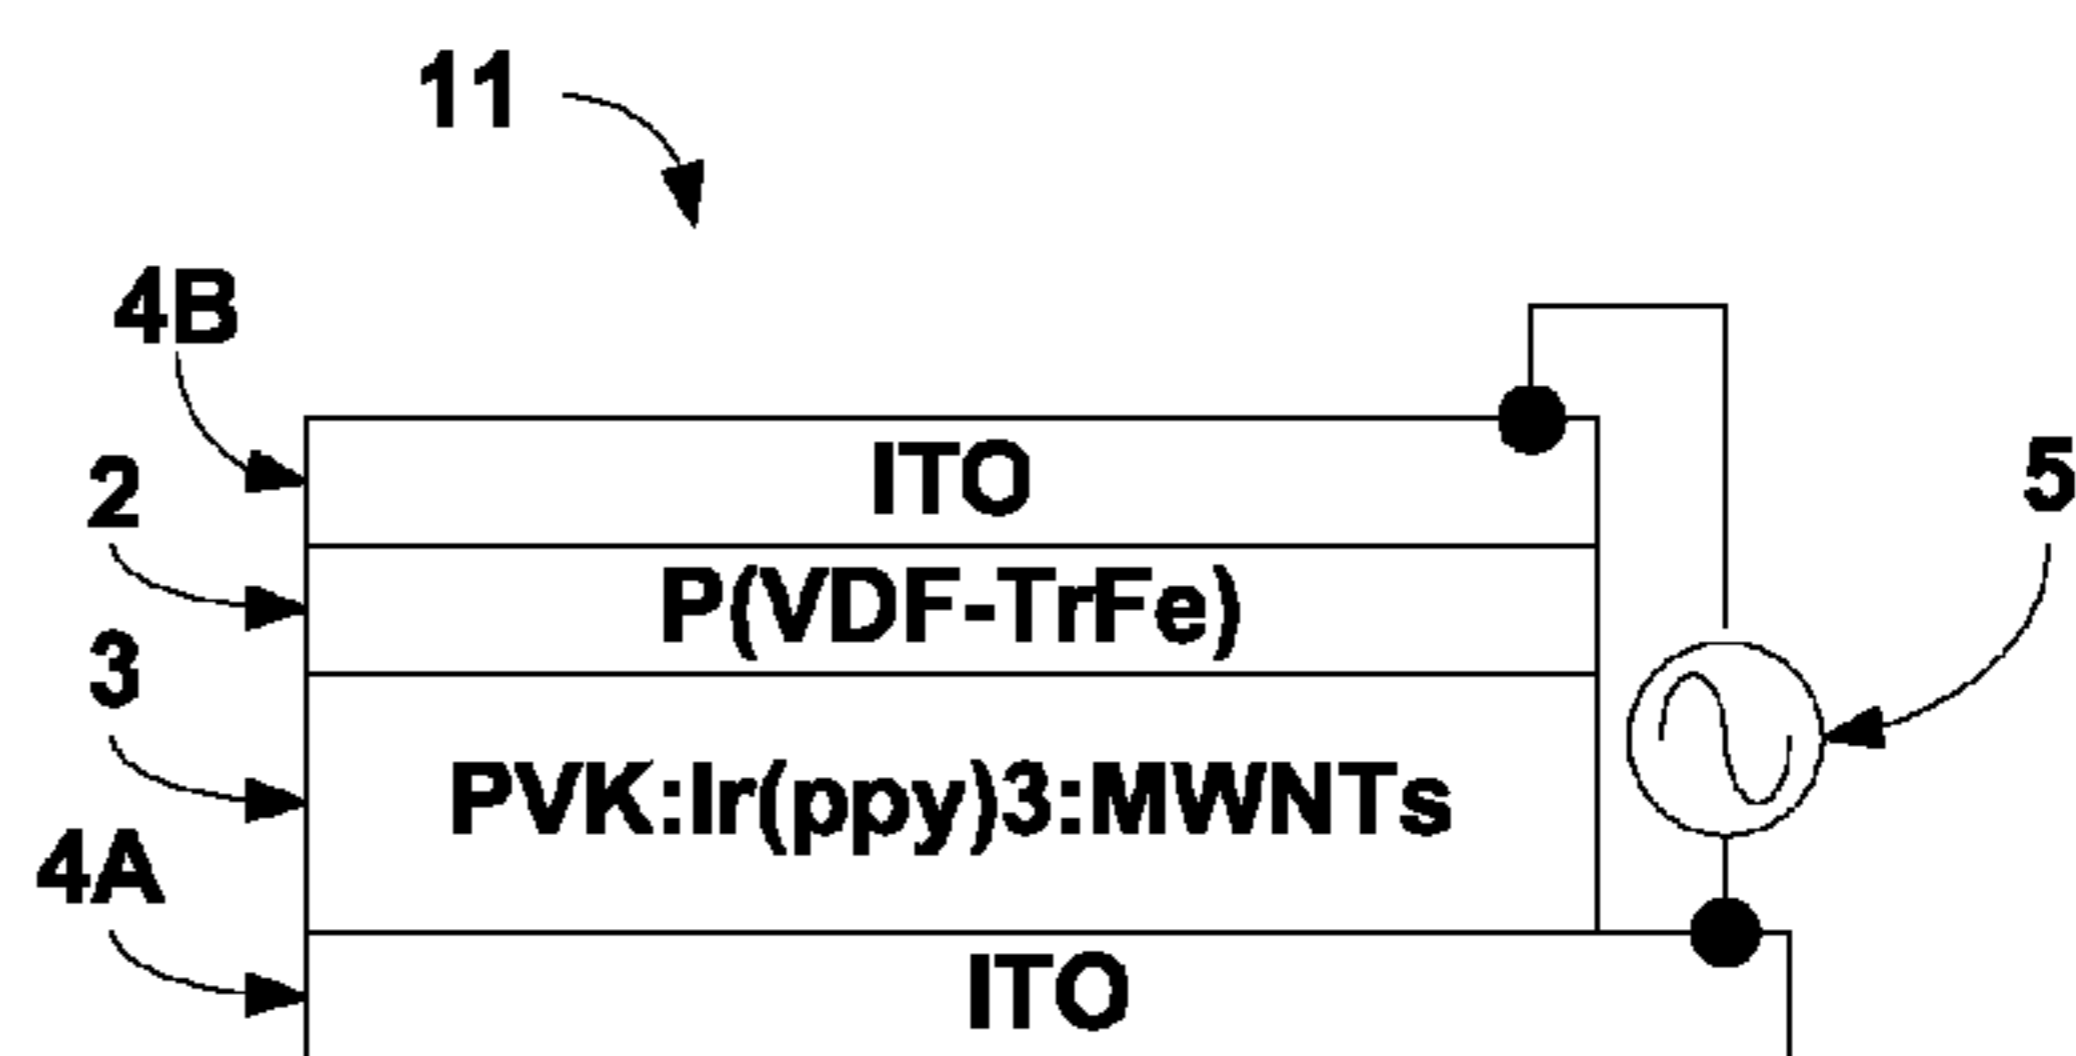 11
4B
ITO
2
5
P(VDF-TrFe)
3
PVK:Ir(ppy)3:MWNTs
4A
ITO